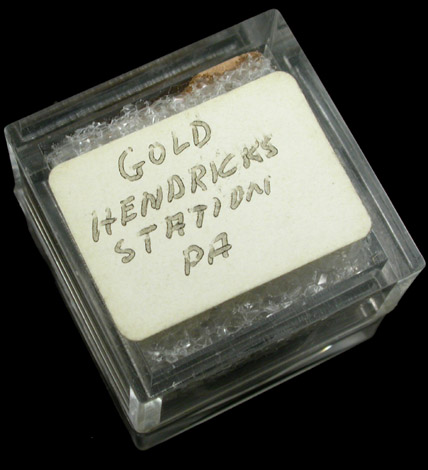 GOLD
HENDRICKS
STATION
PA